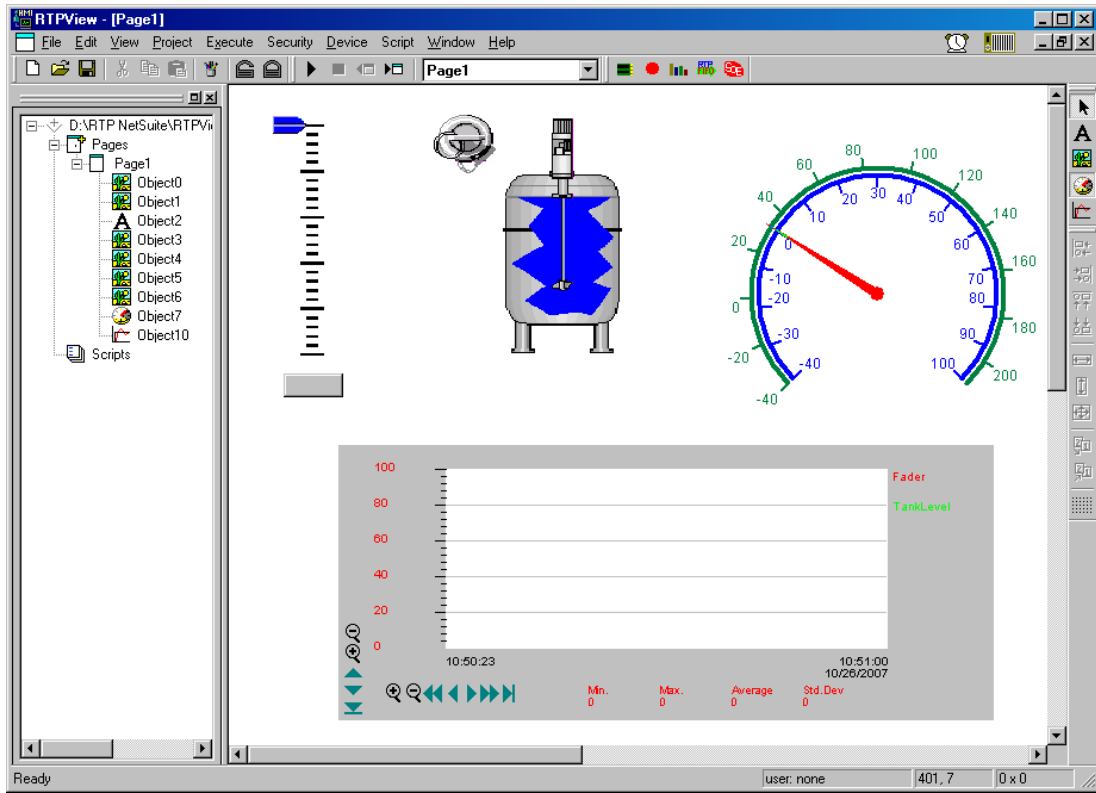 RTPView - [Page1]
File Edit View Project Execute Security Device Script Window Help
Page1
D:\RTP NetSuite\RTPVi
Pages
Page1
Object0
Object1
Object2
Object3
Object4
Object5
Object6
Object7
Object10
Scripts
-40 -20 0 20 40 60 80 100 120 140 160 180 200
-40 -30 -20 -10 0 10 20 30 40 50 60 70 80 90 100
100
80
60
40
20
0
Fader
TankLevel
10:50:23 10:51:00
10/26/2007
Min. Max. Average Std.Dev
0 0 0 0
Ready user: none 401, 7 0 x 0